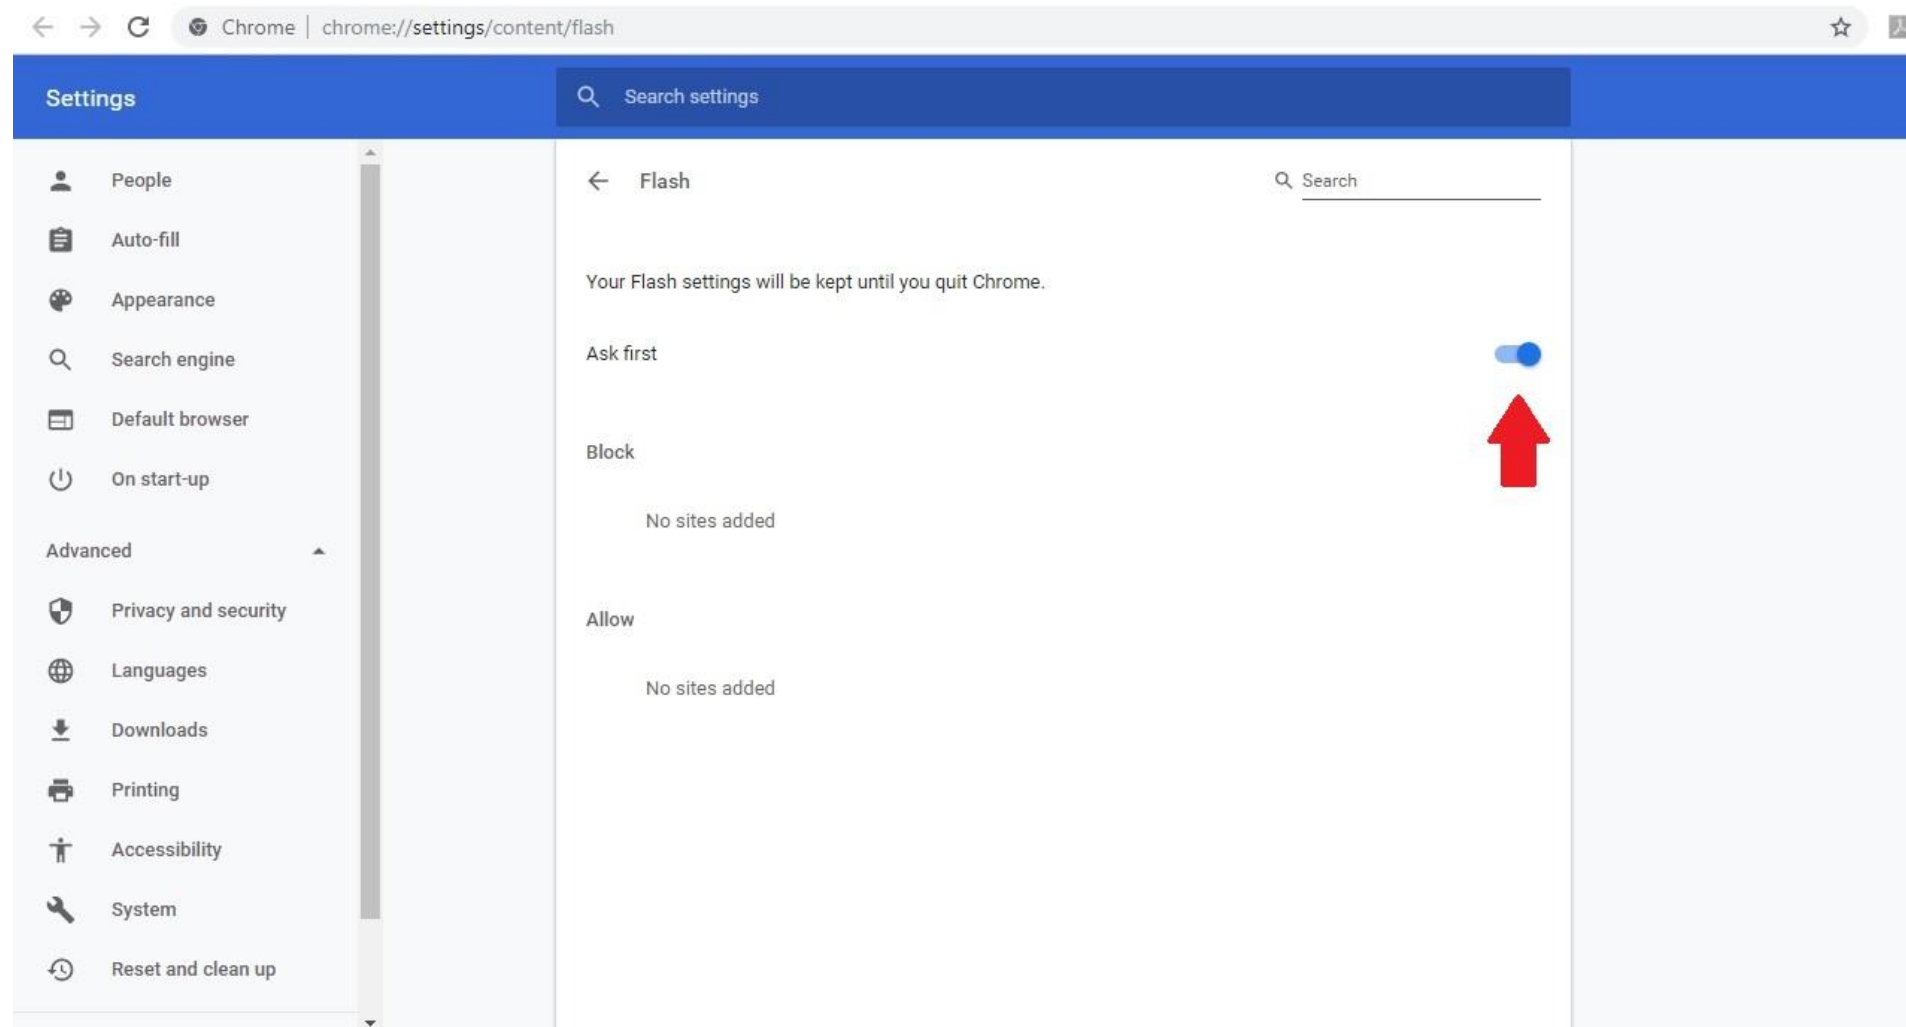 Chrome | chrome://settings/content/flash
Settings
Search settings
People
Auto-fill
Appearance
Search engine
Default browser
On start-up
Advanced
Privacy and security
Languages
Downloads
Printing
Accessibility
System
Reset and clean up
Flash
Search
Your Flash settings will be kept until you quit Chrome.
Ask first
Block
No sites added
Allow
No sites added